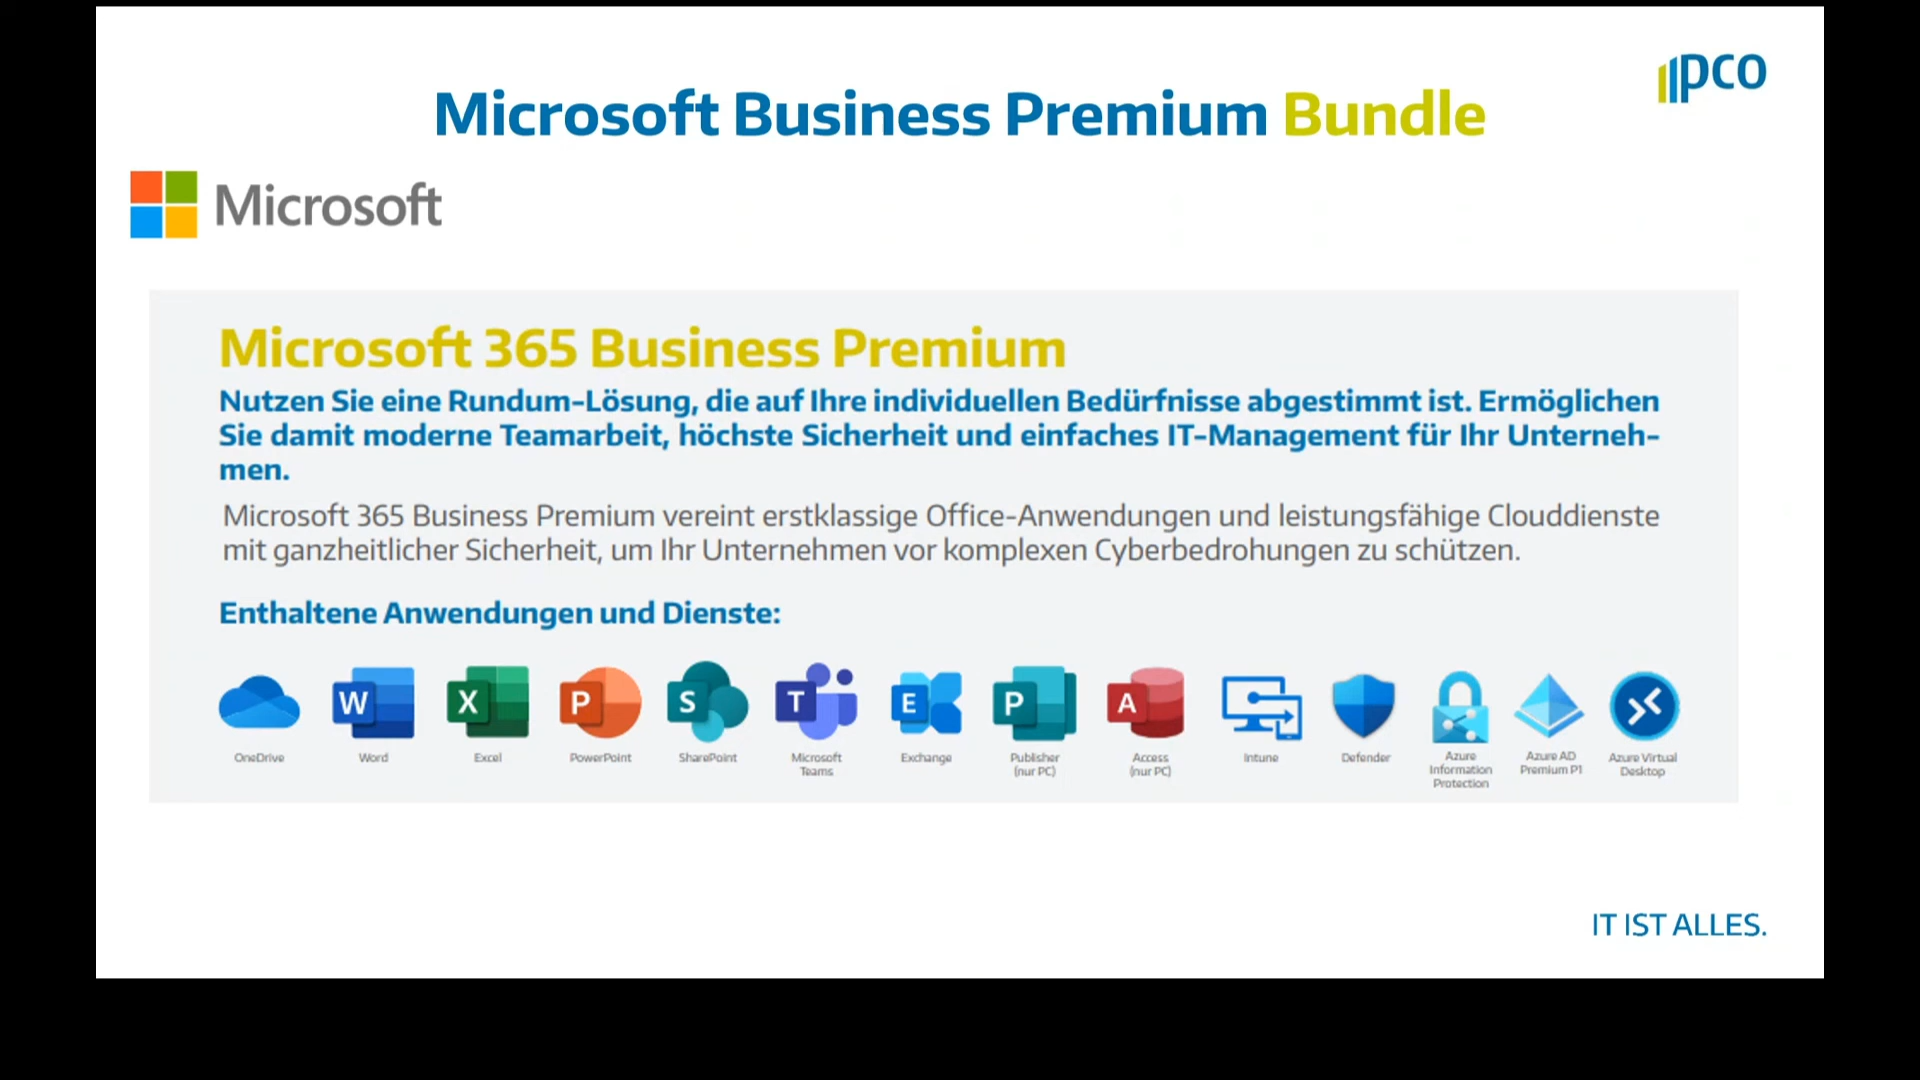 pco
Microsoft Business Premium Bundle
Microsoft
Microsoft 365 Business Premium
Nutzen Sie eine Rundum-Lösung, die auf Ihre individuellen Bedürfnisse abgestimmt ist. Ermöglichen
Sie damit moderne Teamarbeit, höchste Sicherheit und einfaches IT-Management für Ihr Unterneh-
men.
Microsoft 365 Business Premium vereint erstklassige Office-Anwendungen und leistungsfähige Clouddienste
mit ganzheitlicher Sicherheit, um Ihr Unternehmen vor komplexen Cyberbedrohungen zu schützen.
Enthaltene Anwendungen und Dienste:
W
X
P
S
T
E
P
A
OneDrive
Word
Excel
PowerPoint
SharePoint
Microsoft
Teams
Exchange
Publisher
(nur PC)
Access
(nur PC)
Intune
Defender
Azure
Information
Protection
Azure AD
Premium P1
Azure Virtual
Desktop
IT IST ALLES.